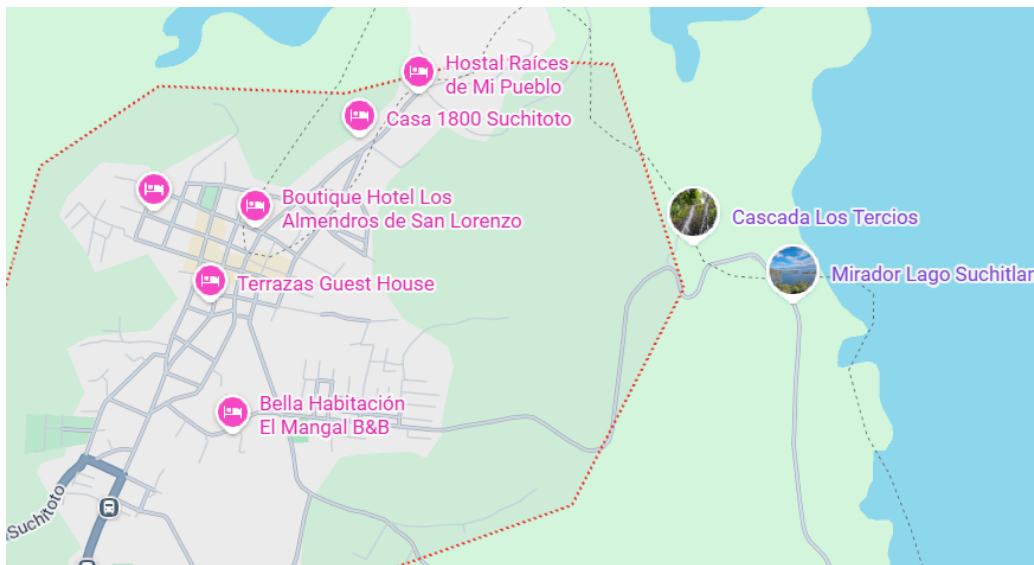 Hostal Raíces
de Mi Pueblo
Casa 1800 Suchitoto
Boutique Hotel Los
Almendros de San Lorenzo
Cascada Los Tercios
Mirador Lago Suchitlan
Terrazas Guest House
Bella Habitación
El Mangal B&B
Suchitoto